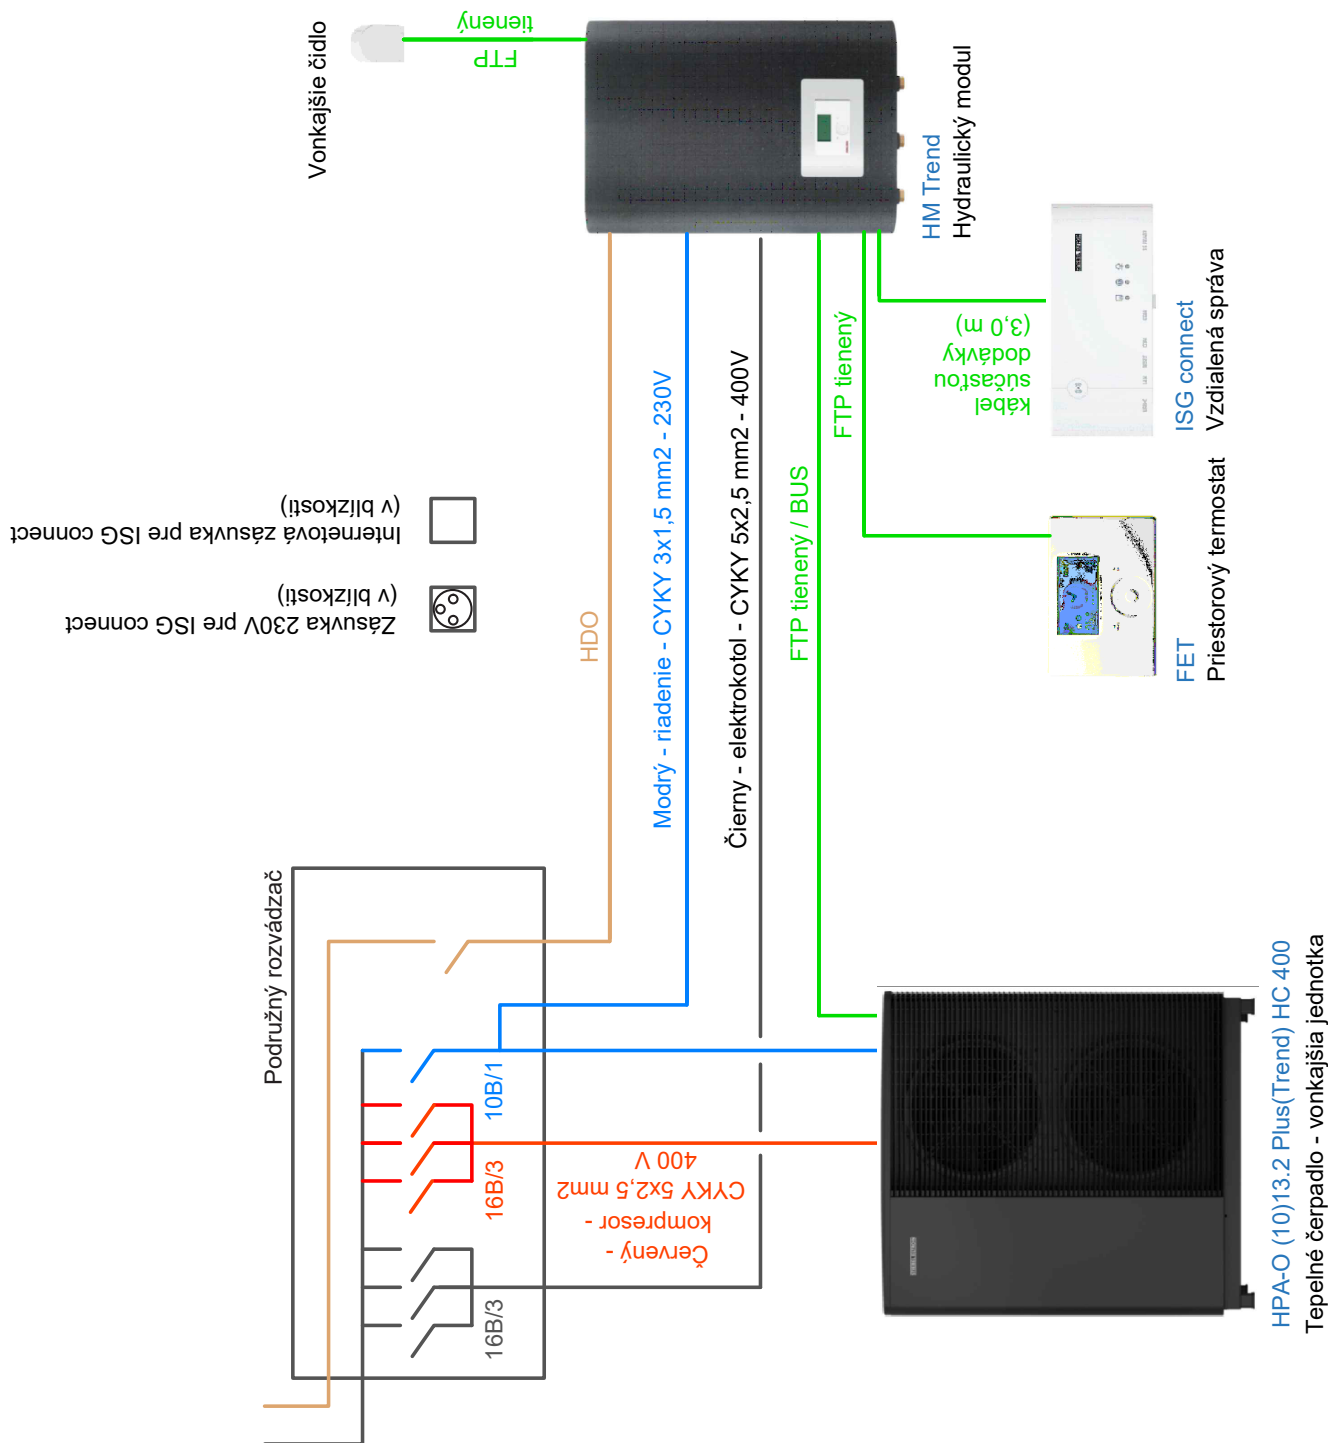 Vonkajšie čidlo
FTP
tienený
HM Trend
Hydraulický modul
ISG connect
Vzdialená správa
kábel
súčasťou
dodávky
(3,0 m)
FTP tienený
FTP tienený / BUS
FET
Priestorový termostat
Internetová zásuvka pre ISG connect
(v blízkosti)
Zásuvka 230V pre ISG connect
(v blízkosti)
HDO
Modrý - riadenie - CYKY 3x1,5 mm2 - 230V
Čierny - elektrokotol - CYKY 5x2,5 mm2 - 400V
Podružný rozvádzač
10B/1
16B/3
16B/3
Červený -
kompresor -
CYKY 5x2,5 mm2
400 V
HPA-O (10)13.2 Plus(Trend) HC 400
Tepelné čerpadlo - vonkajšia jednotka